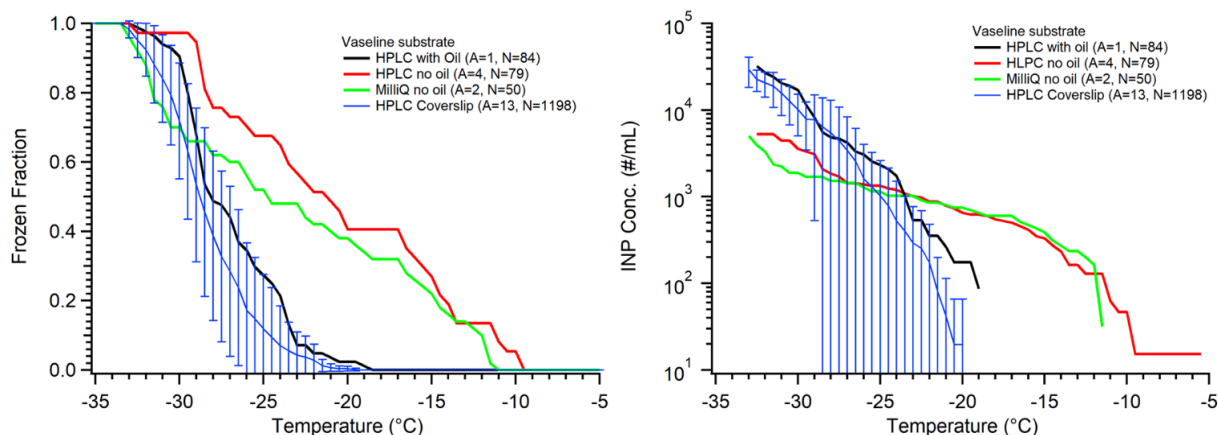 1.0
0.8
0.6
0.4
0.2
0.0
Frozen Fraction
-35
-30
-25
-20
-15
-10
-5
Temperature (°C)
Vaseline substrate
HPLC with Oil (A=1, N=84)
HPLC no oil (A=4, N=79)
MilliQ no oil (A=2, N=50)
HPLC Coverslip (A=13, N=1198)
10^5
10^4
10^3
10^2
10^1
INP Conc. (#/mL)
-35
-30
-25
-20
-15
-10
-5
Temperature (°C)
Vaseline substrate
HPLC with oil (A=1, N=84)
HLPC no oil (A=4, N=79)
MilliQ no oil (A=2, N=50)
HPLC Coverslip (A=13, N=1198)